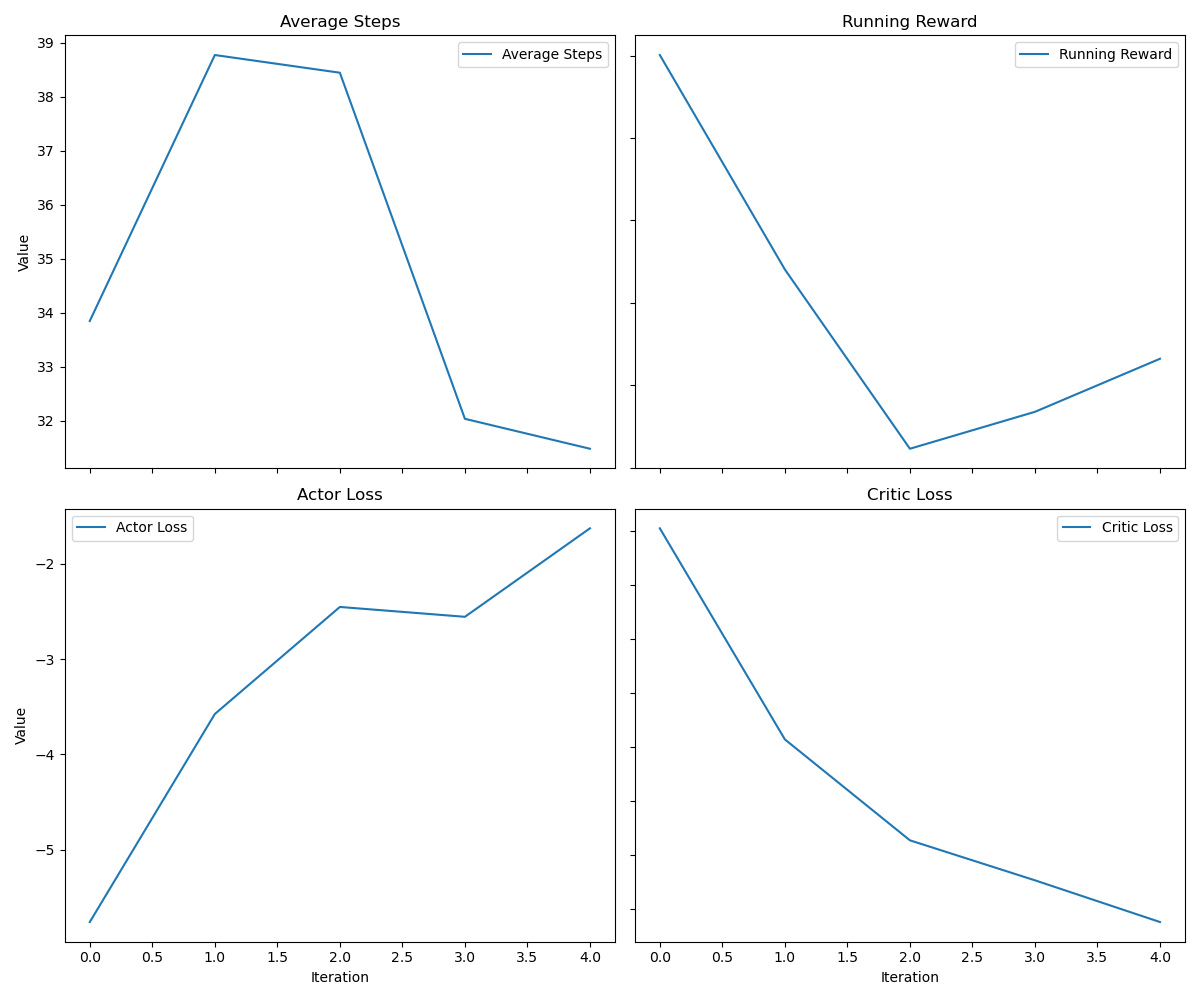 Average Steps
Running Reward
Average Steps
Running Reward
39
38
37
36
35
34
33
32
Value
Actor Loss
Critic Loss
Actor Loss
Critic Loss
−2
−3
−4
−5
Value
0.0 0.5 1.0 1.5 2.0 2.5 3.0 3.5 4.0
0.0 0.5 1.0 1.5 2.0 2.5 3.0 3.5 4.0
Iteration
Iteration